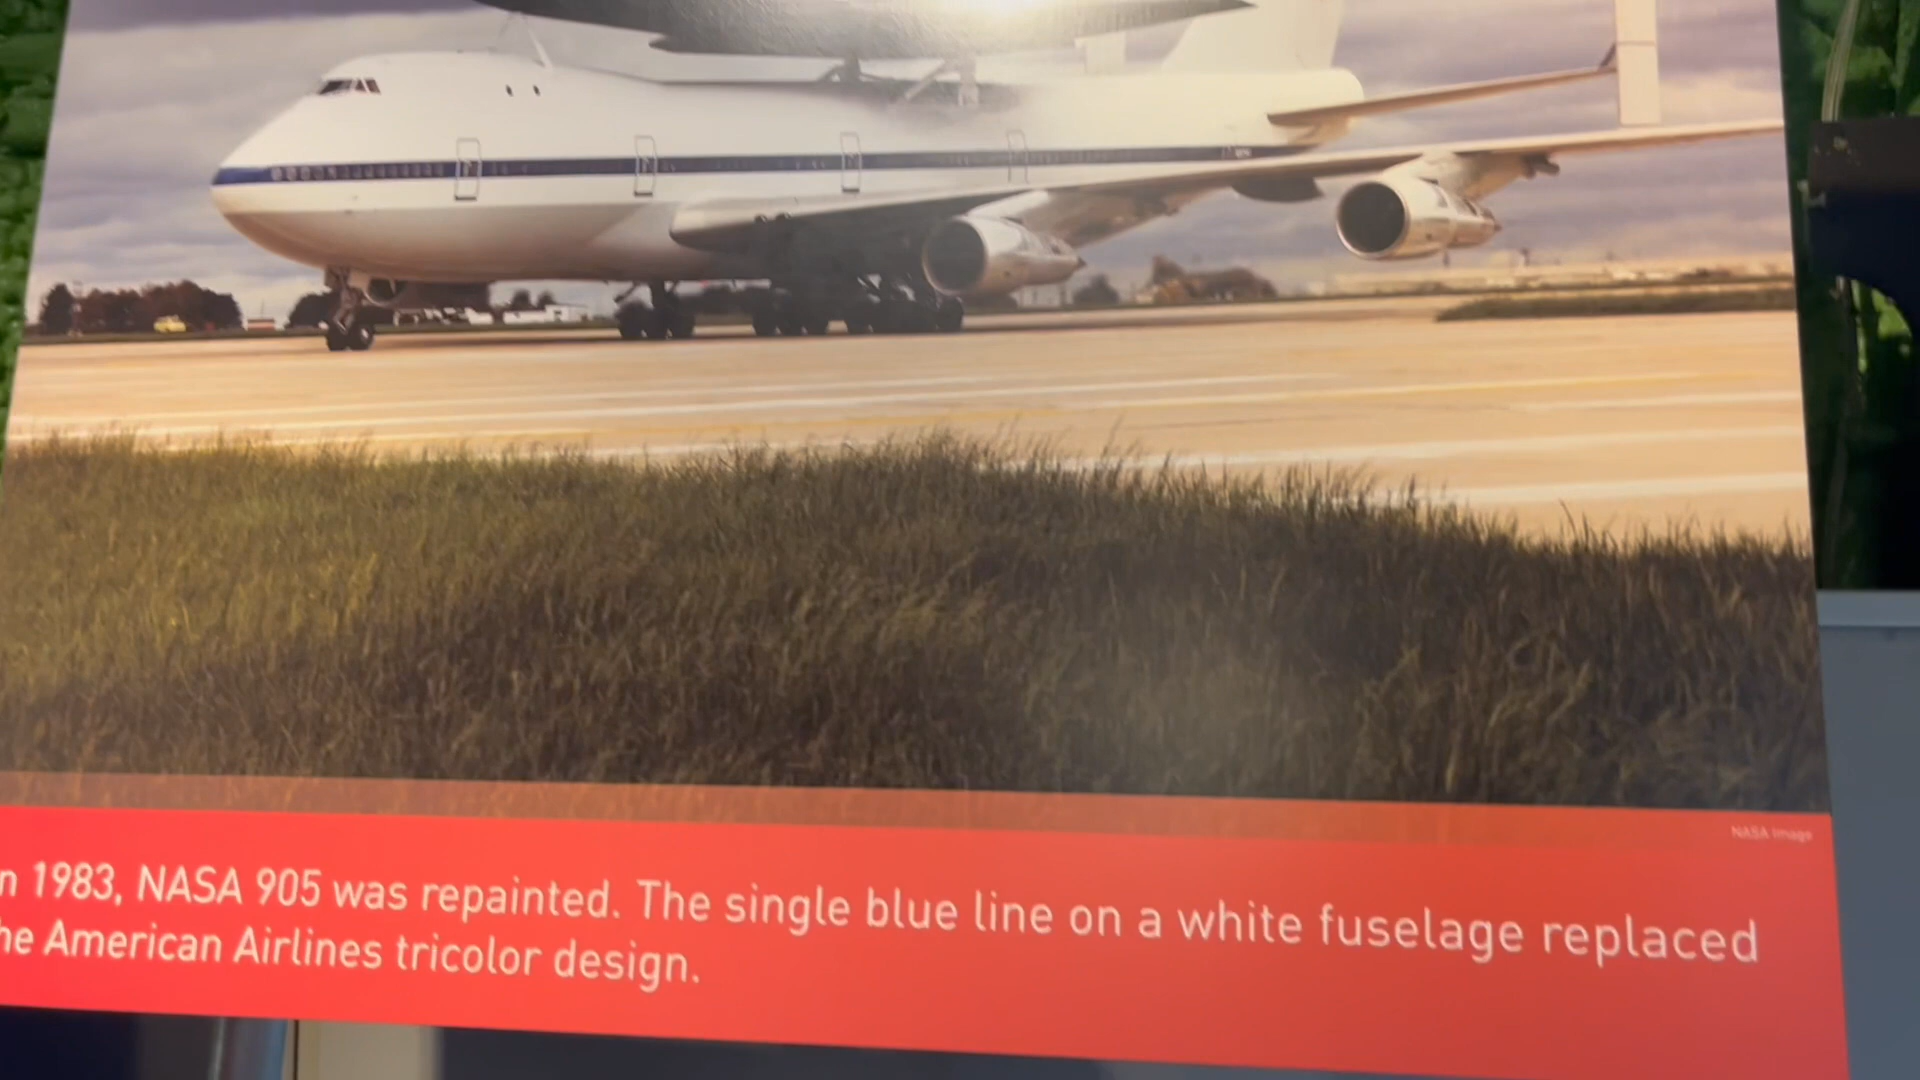 NASA Image
n 1983, NASA 905 was repainted. The single blue line on a white fuselage replaced
he American Airlines tricolor design.